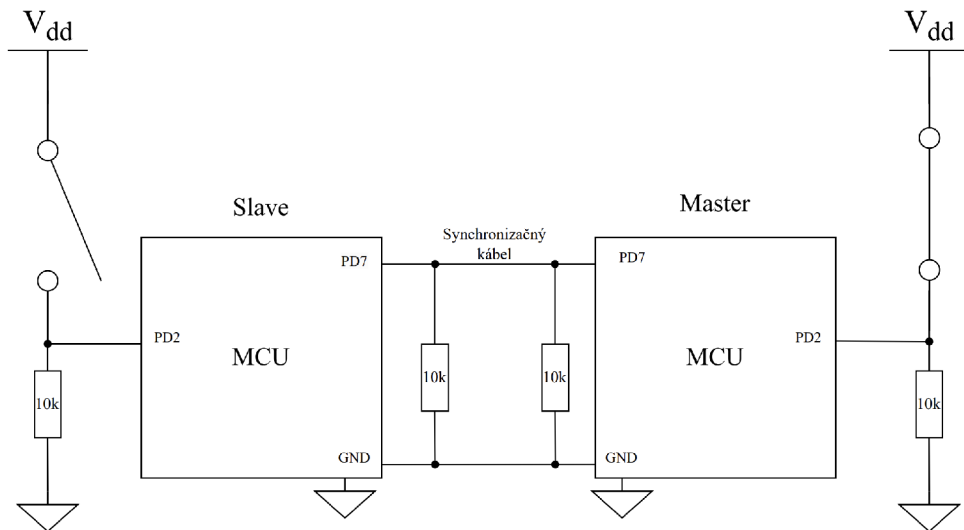 Vdd
Vdd
Slave
Master
Synchronizačný
kábel
PD7
PD7
PD2
MCU
10k
10k
MCU
PD2
10k
10k
GND
GND